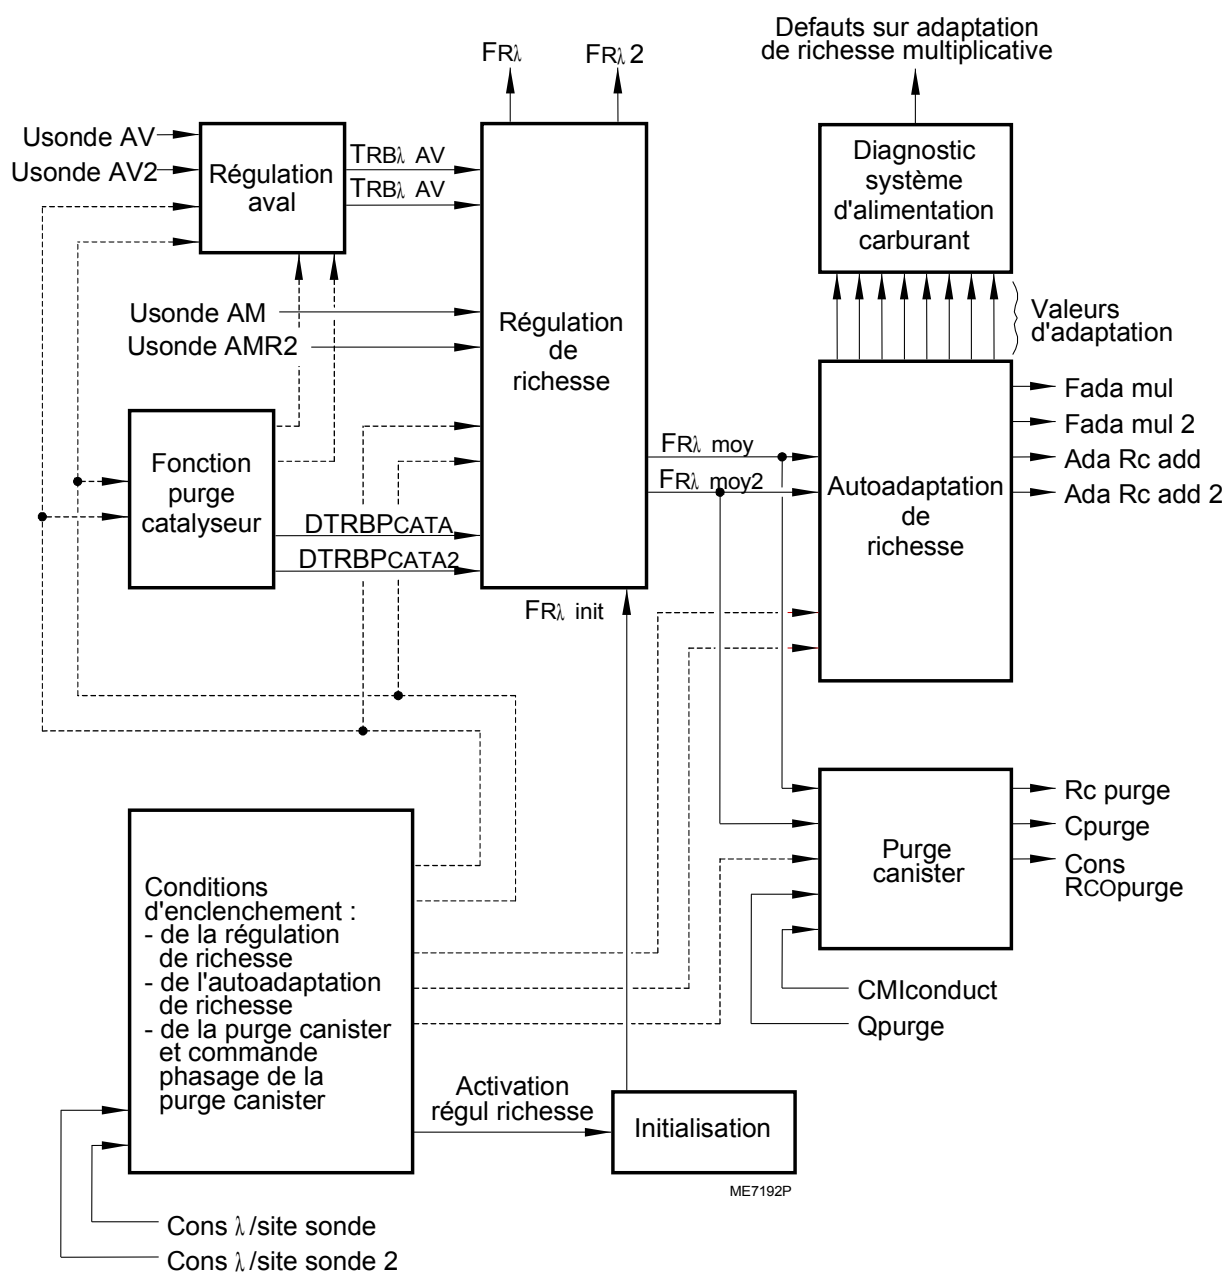 Defauts sur adaptation
de richesse multiplicative
FRλ
FRλ 2
Usonde AV
Usonde AV2
Régulation
aval
TRBλ AV
TRBλ AV
Diagnostic
système
d'alimentation
carburant
Usonde AM
Usonde AMR2
Régulation
de
richesse
Valeurs
d'adaptation
Fonction
purge
catalyseur
DTRBPCATA
DTRBPCATA2
FRλ moy
FRλ moy2
Autoadaptation
de
richesse
Fada mul
Fada mul 2
Ada Rc add
Ada Rc add 2
FRλ init
Purge
canister
Rc purge
Cpurge
Cons
RCOpurge
CMIconduct
Qpurge
Conditions
d'enclenchement :
- de la régulation
de richesse
- de l'autoadaptation
de richesse
- de la purge canister
et commande
phasage de la
purge canister
Activation
régul richesse
Initialisation
ME7192P
Cons λ/site sonde
Cons λ/site sonde 2